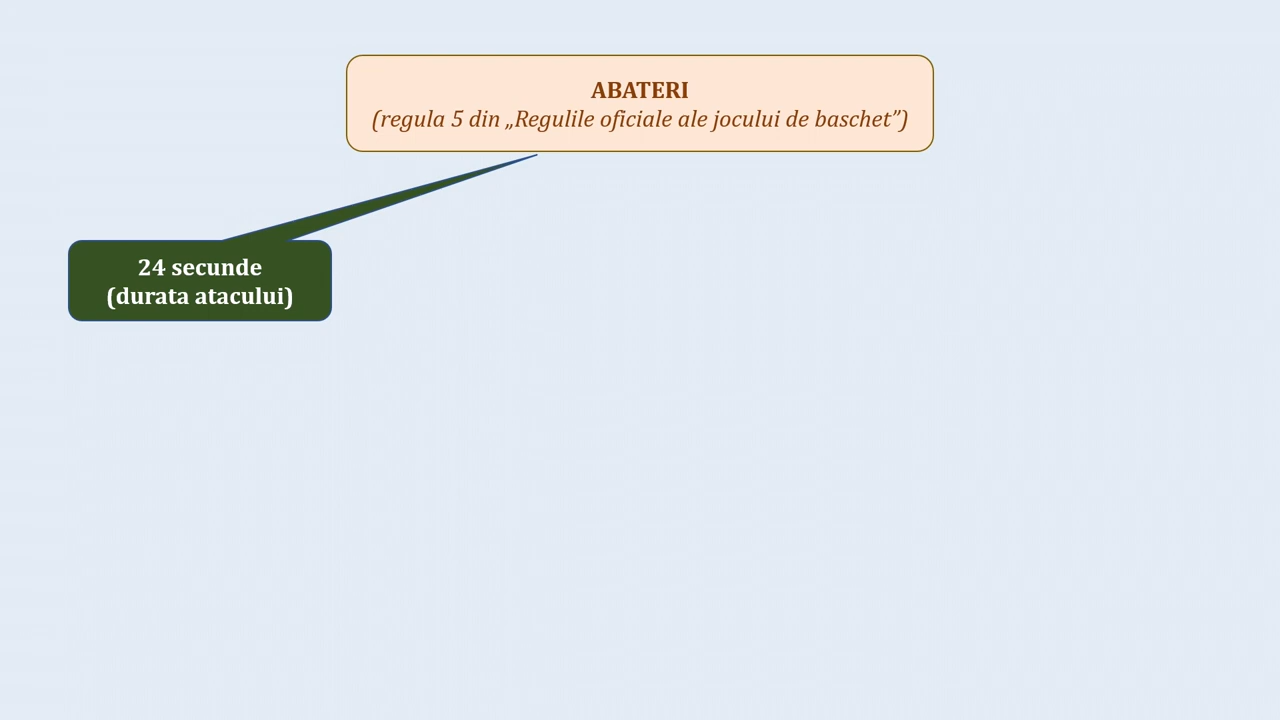 ABATERI
(regula 5 din „Regulile oficiale ale jocului de baschet”)
24 secunde
(durata atacului)